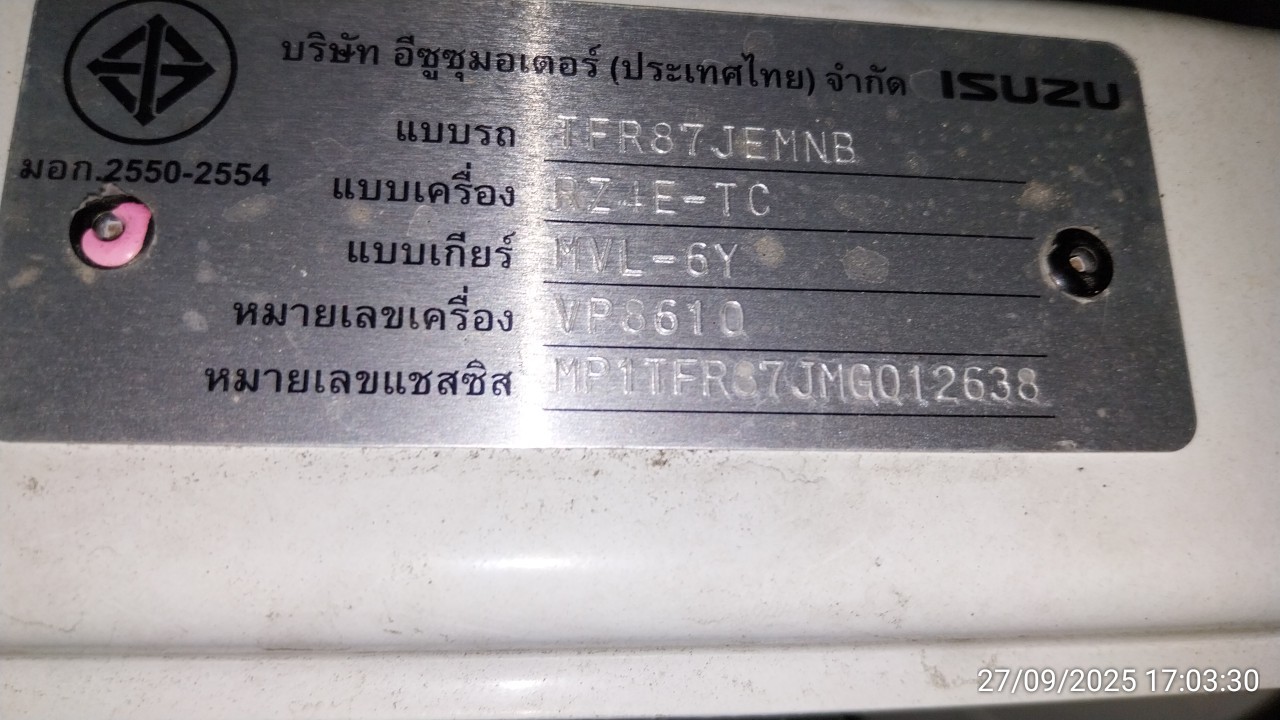 บริษัท อีซูซุมอเตอร์ (ประเทศไทย) จำกัด ISUZU
มอก.2550-2554
แบบรถ TFR87JEMNB
แบบเครื่อง RZ4E-TC
แบบเกียร์ MVL-6Y
หมายเลขเครื่อง VP8610
หมายเลขแชสซิส MP1TFR87JMG012638
27/09/2025 17:03:30